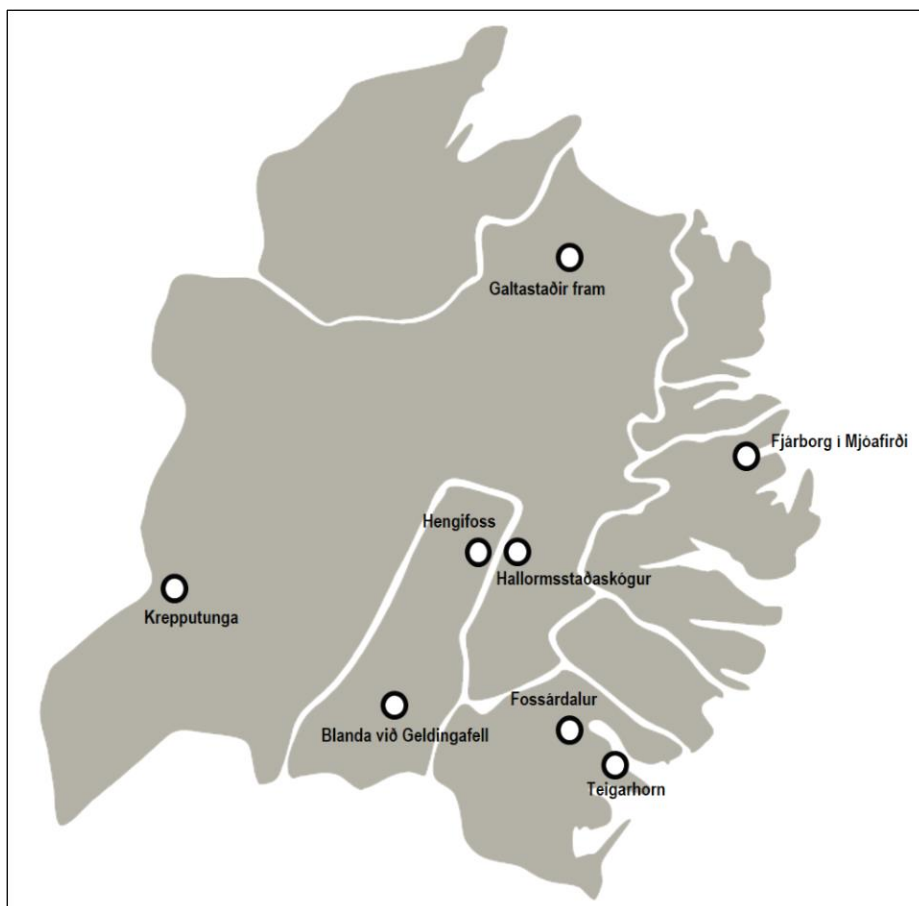 Galtastaðir fram
Fjárborg í Mjóafirði
Hengifoss
Hallormsstaðaskógur
Krepputunga
Fossárdalur
Blanda við Geldingafell
Teigarhorn